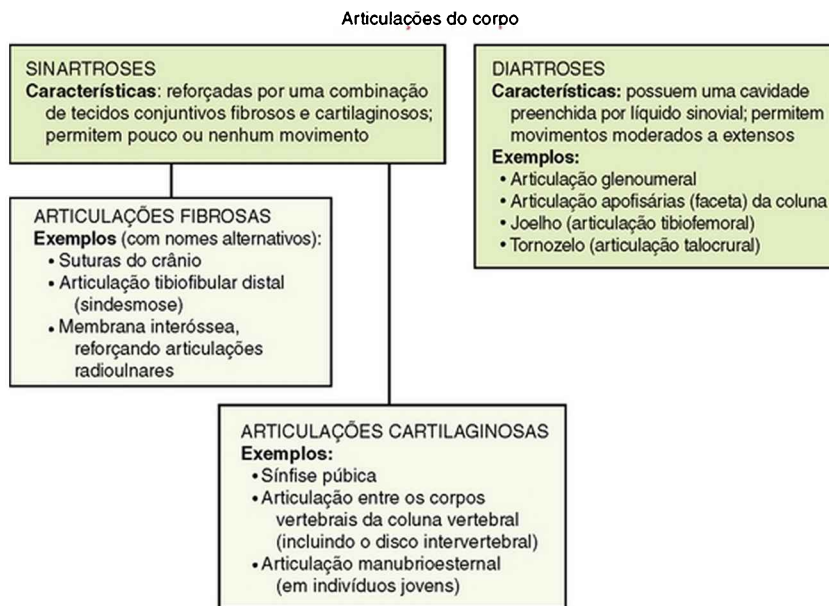 Articulações do corpo
SINARTROSES
Características: reforçadas por uma combinação
de tecidos conjuntivos fibrosos e cartilaginosos;
permitem pouco ou nenhum movimento
DIARTROSES
Características: possuem uma cavidade
preenchida por líquido sinovial; permitem
movimentos moderados a extensos
Exemplos:
• Articulação glenoumeral
• Articulação apofisárias (faceta) da coluna
• Joelho (articulação tibiofemoral)
• Tornozelo (articulação talocrural)
ARTICULAÇÕES FIBROSAS
Exemplos (com nomes alternativos):
• Suturas do crânio
• Articulação tibiofibular distal
(sindesmose)
• Membrana interóssea,
reforçando articulações
radioulnares
ARTICULAÇÕES CARTILAGINOSAS
Exemplos:
• Sínfise púbica
• Articulação entre os corpos
vertebrais da coluna vertebral
(incluindo o disco intervertebral)
• Articulação manubrioesternal
(em indivíduos jovens)